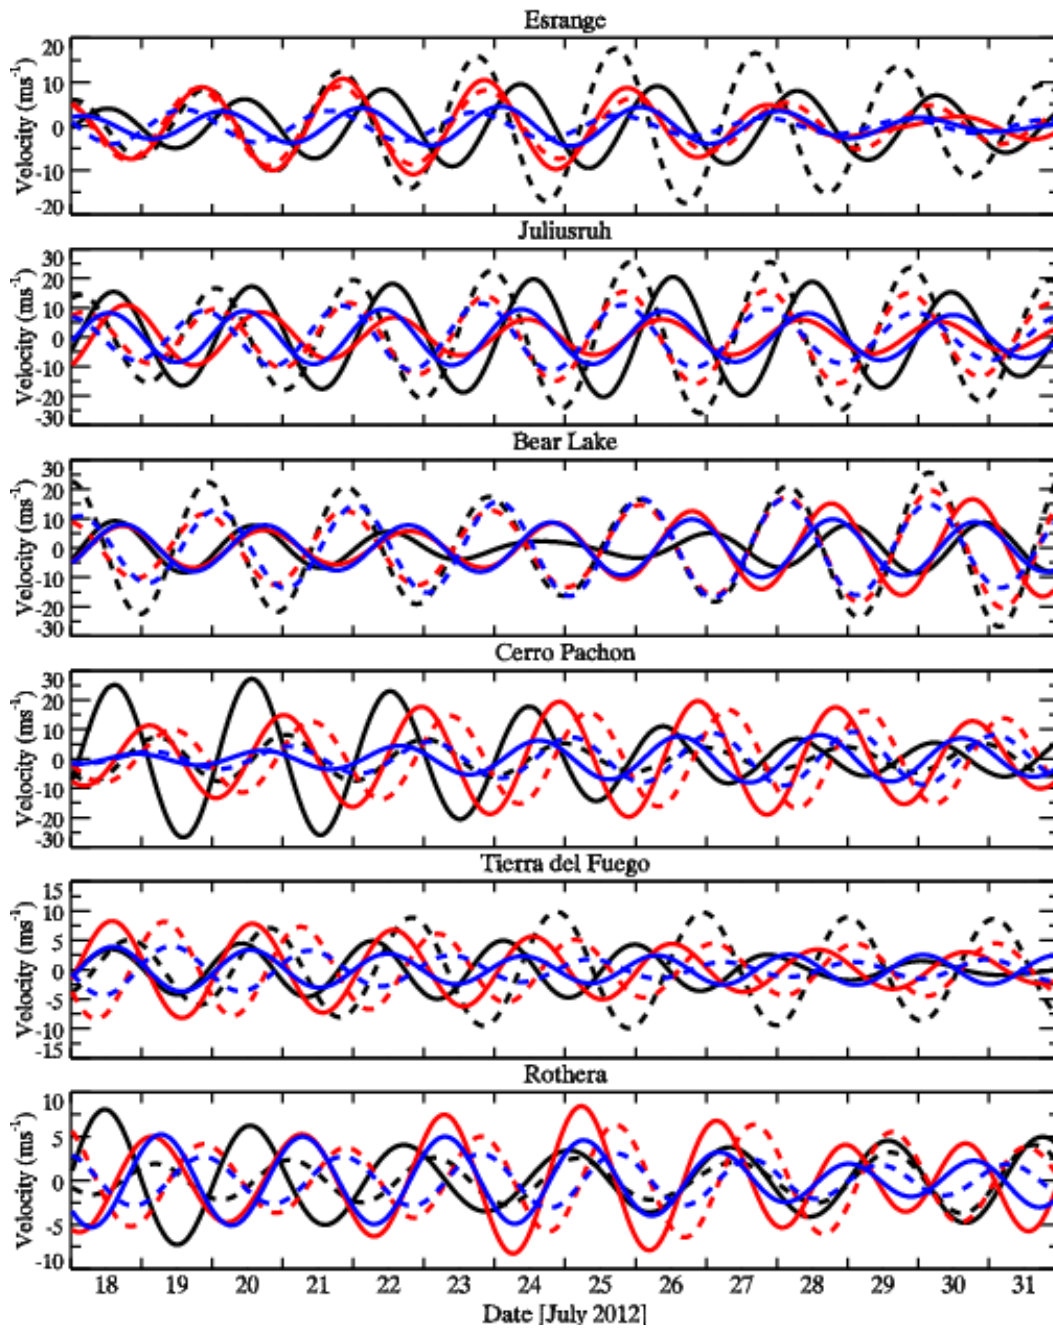 Esrange
20
10
0
-10
-20
Velocity (ms⁻¹)
Juliusruh
30
20
10
0
-10
-20
-30
Velocity (ms⁻¹)
Bear Lake
30
20
10
0
-10
-20
-30
Velocity (ms⁻¹)
Cerro Pachon
30
20
10
0
-10
-20
-30
Velocity (ms⁻¹)
Tierra del Fuego
15
10
5
0
-5
-10
-15
Velocity (ms⁻¹)
Rothera
10
5
0
-5
-10
Velocity (ms⁻¹)
18 19 20 21 22 23 24 25 26 27 28 29 30 31
Date [July 2012]